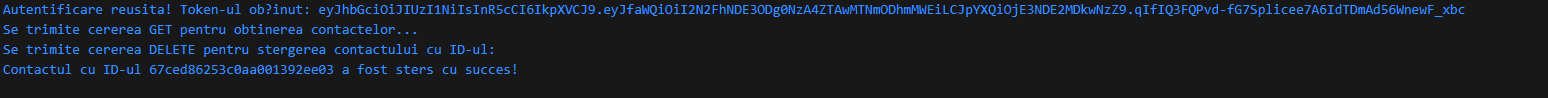 Autentificare reusita! Token-ul ob?inut: eyJhbGciOiJIUzI1NiIsInR5cCI6IkpXVCJ9.eyJfaWQiOiI2N2FhNDE3ODg0NzA4ZTAwMTNmODhmMWEiLCJpYXQiOjE3NDE2MDkwNzZ9.qIfIQ3FQPvd-fG7Splicee7A6IdTDmAd56WnewF_xbc
Se trimite cererea GET pentru obtinerea contactelor...
Se trimite cererea DELETE pentru stergerea contactului cu ID-ul:
Contactul cu ID-ul 67ced86253c0aa001392ee03 a fost sters cu succes!